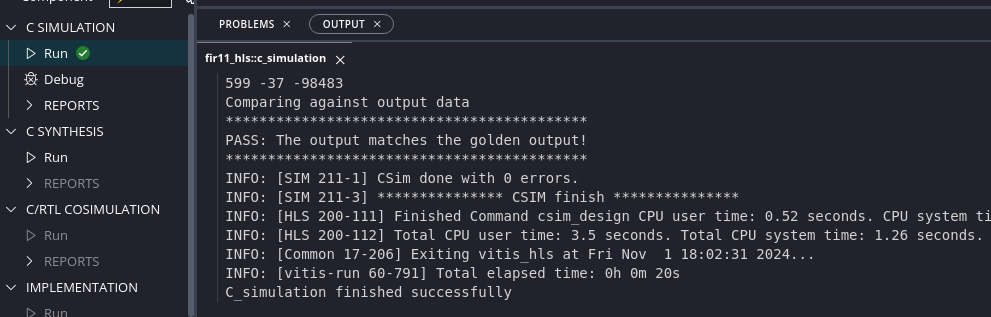 Component
C SIMULATION
Run
Debug
REPORTS
C SYNTHESIS
Run
REPORTS
C/RTL COSIMULATION
Run
REPORTS
IMPLEMENTATION
Run
PROBLEMS
OUTPUT
fir11_hls::c_simulation
599 -37 -98483
Comparing against output data
*******************************************
PASS: The output matches the golden output!
*******************************************
INFO: [SIM 211-1] CSim done with 0 errors.
INFO: [SIM 211-3] *************** CSIM finish ***************
INFO: [HLS 200-111] Finished Command csim_design CPU user time: 0.52 seconds. CPU system ti
INFO: [HLS 200-112] Total CPU user time: 3.5 seconds. Total CPU system time: 1.26 seconds.
INFO: [Common 17-206] Exiting vitis_hls at Fri Nov  1 18:02:31 2024...
INFO: [vitis-run 60-791] Total elapsed time: 0h 0m 20s
C_simulation finished successfully